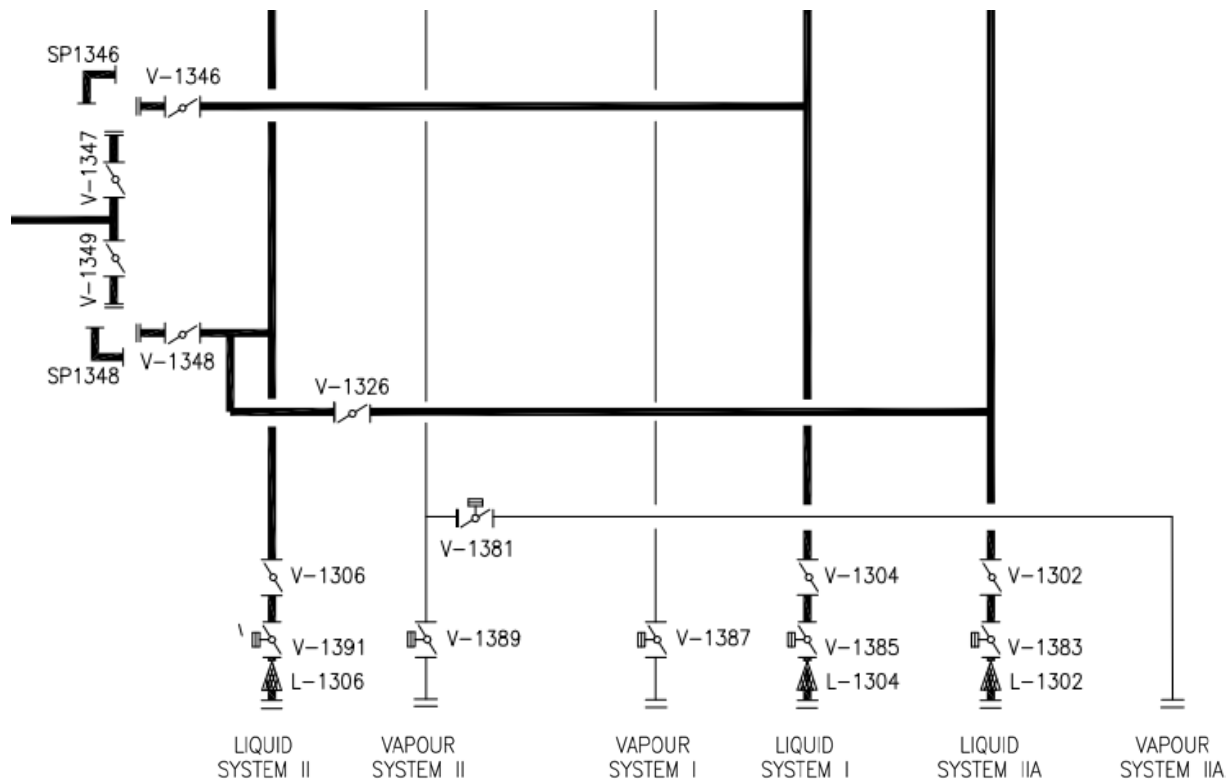 SP1346
V-1346
V-1347
V-1349
SP1348
V-1348
V-1326
V-1381
V-1306
V-1304
V-1302
V-1391
V-1389
V-1387
V-1385
V-1383
L-1306
L-1304
L-1302
LIQUID
SYSTEM II
VAPOUR
SYSTEM II
VAPOUR
SYSTEM I
LIQUID
SYSTEM I
LIQUID
SYSTEM IIA
VAPOUR
SYSTEM IIA